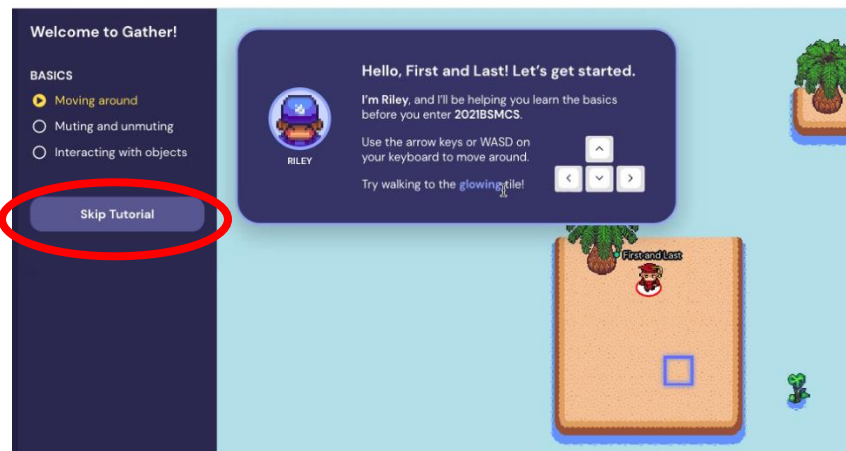 Welcome to Gather!
BASICS
Moving around
Muting and unmuting
Interacting with objects
Skip Tutorial
Hello, First and Last! Let's get started.
I'm Riley, and I'll be helping you learn the basics
before you enter 2021BSMCS.
Use the arrow keys or WASD on
your keyboard to move around.
Try walking to the glowing tile!
RILEY
First and Last